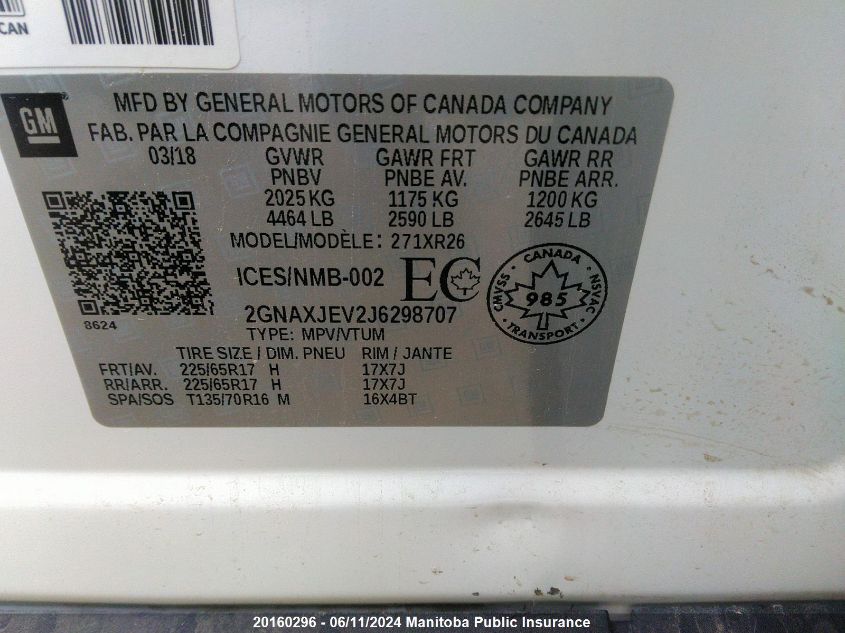 CAN
GM
MFD BY GENERAL MOTORS OF CANADA COMPANY
FAB. PAR LA COMPAGNIE GENERAL MOTORS DU CANADA
03/18 GVWR GAWR FRT GAWR RR
PNBV PNBE AV. PNBE ARR.
2025 KG 1175 KG 1200 KG
4464 LB 2590 LB 2645 LB
MODEL/MODÈLE: 271XR26
ICES/NMB-002 EC
CANADA
CMVSS 985 NSVAC
TRANSPORT
8624
2GNAXJEV2J6298707
TYPE: MPV/VTUM
TIRE SIZE / DIM. PNEU RIM / JANTE
FRT/AV. 225/65R17 H 17X7J
RR/ARR. 225/65R17 H 17X7J
SPA/SOS T135/70R16 M 16X4BT
20160296 - 06/11/2024 Manitoba Public Insurance